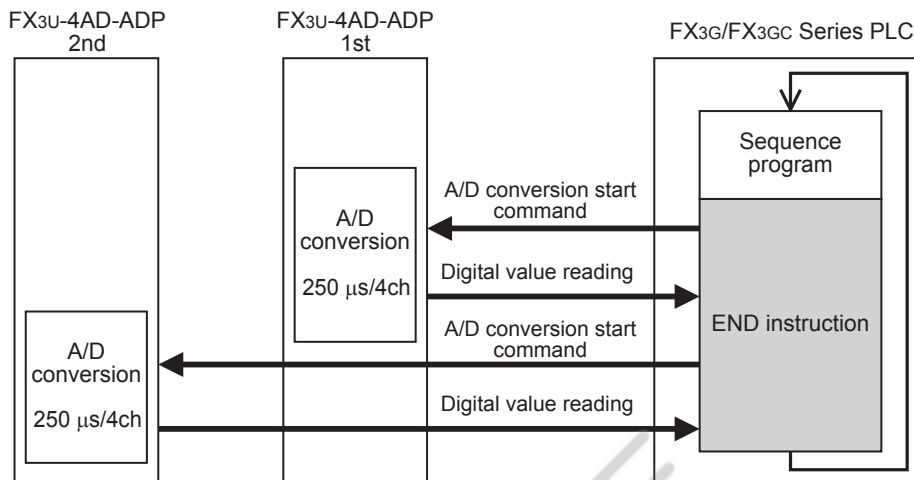 FX3U-4AD-ADP
2nd
FX3U-4AD-ADP
1st
FX3G/FX3GC Series PLC
Sequence
program
A/D conversion start
command
A/D
conversion
250 μs/4ch
Digital value reading
END instruction
A/D conversion start
command
A/D
conversion
250 μs/4ch
Digital value reading